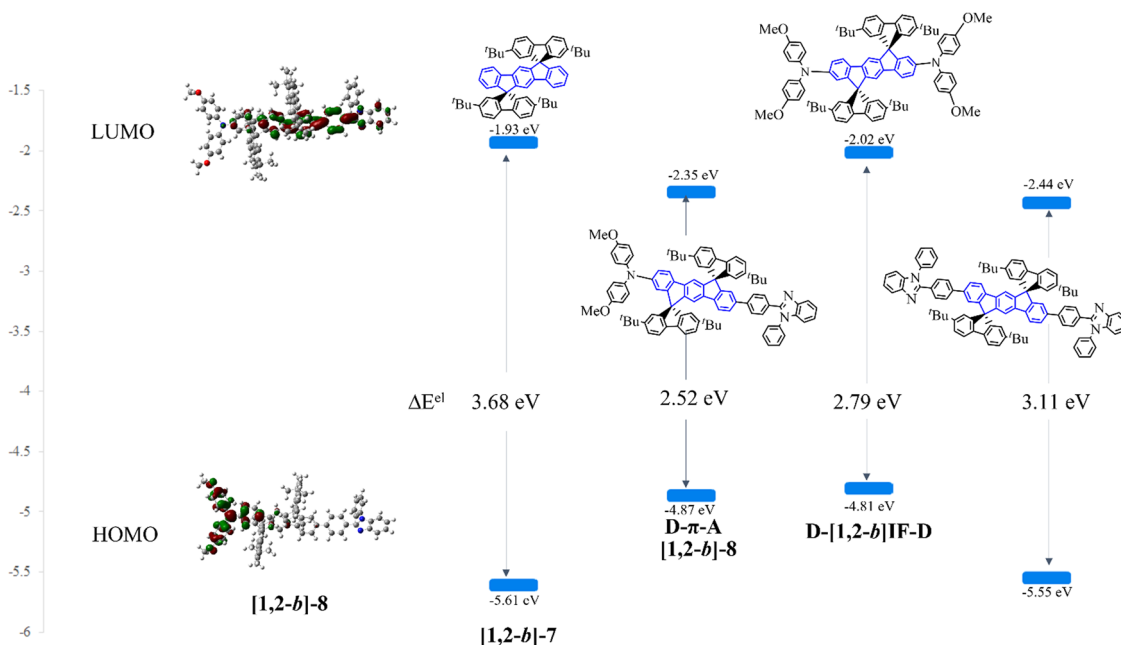 -1.5
-2
-2.5
-3
-3.5
-4
-4.5
-5
-5.5
-6
LUMO
HOMO
[1,2-b]-8
ᵗBu
ᵗBu
ᵗBu
ᵗBu
-1.93 eV
ΔEᵉˡ
3.68 eV
-5.61 eV
[1,2-b]-7
-2.35 eV
MeO
ᵗBu
ᵗBu
N
N
N
MeO
ᵗBu
ᵗBu
2.52 eV
-4.87 eV
D-π-A
[1,2-b]-8
OMe
MeO
ᵗBu
ᵗBu
N
N
MeO
ᵗBu
ᵗBu
OMe
-2.02 eV
2.79 eV
-4.81 eV
D-[1,2-b]IF-D
-2.44 eV
ᵗBu
N
N
ᵗBu
N
N
ᵗBu
ᵗBu
3.11 eV
-5.55 eV